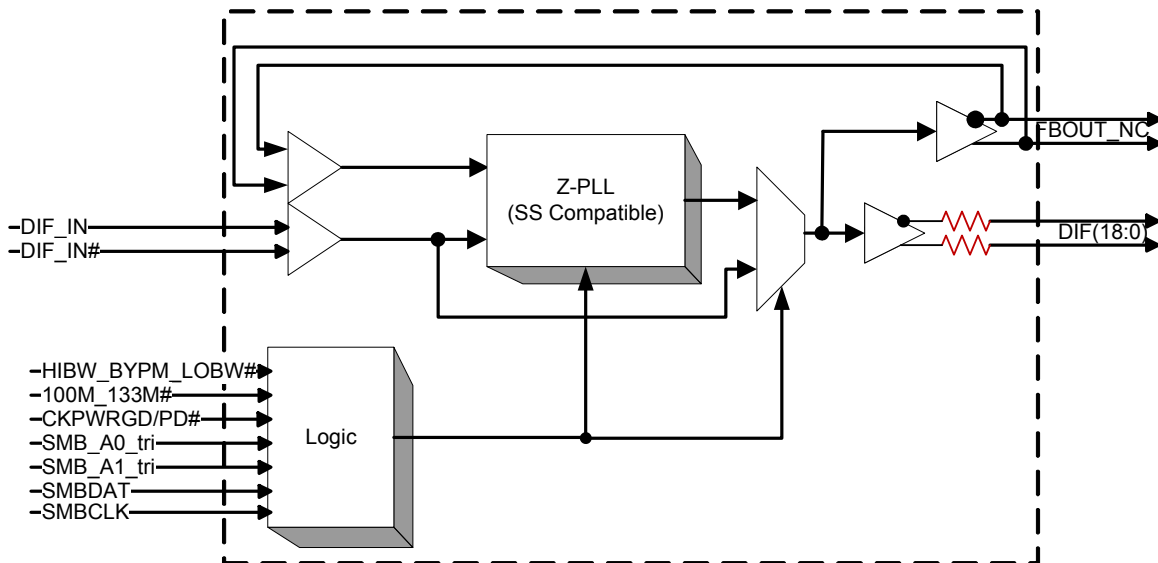 FBOUT_NC
Z-PLL
(SS Compatible)
DIF_IN
DIF_IN#
DIF(18:0)
HIBW_BYPM_LOBW#
100M_133M#
CKPWRGD/PD#
SMB_A0_tri
SMB_A1_tri
SMBDAT
SMBCLK
Logic